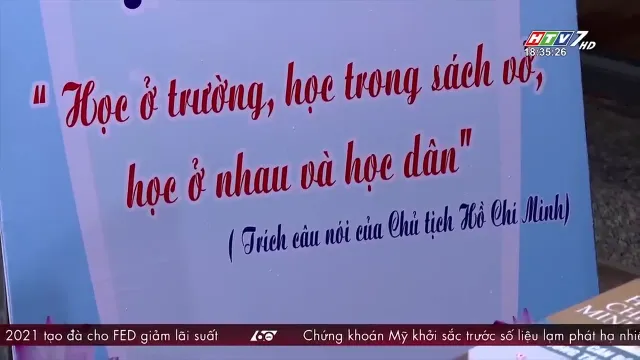 HTV7 HD
18:35:26
“ Học ở trường, học trong sách vở,
học ở nhau và học dân"
( Trích câu nói của Chủ tịch Hồ Chí Minh)
2021 tạo đà cho FED giảm lãi suất Chứng khoán Mỹ khởi sắc trước số liệu lạm phát hạ nhiệ